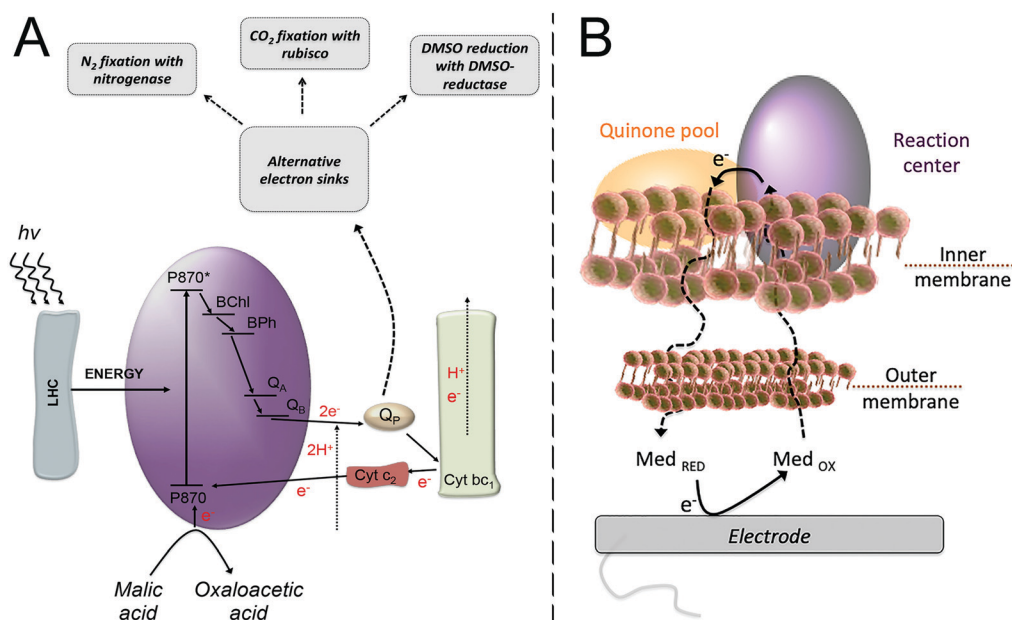 A
N2 fixation with
nitrogenase
CO2 fixation with
rubisco
DMSO reduction
with DMSO-
reductase
Alternative
electron sinks
hv
LHC
ENERGY
P870*
BChl
BPh
QA
QB
2e-
2H+
QP
H+
e-
Cyt bc1
e-
Cyt c2
e-
P870
e-
Malic
acid
Oxaloacetic
acid
B
Quinone pool
e-
Reaction
center
Inner
membrane
Outer
membrane
Med RED
Med OX
e-
Electrode